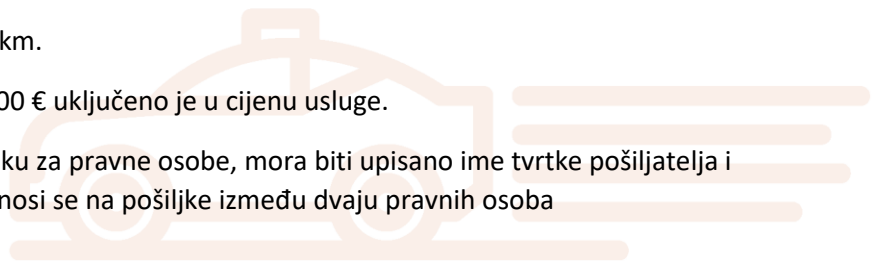 km.
00 € uključeno je u cijenu usluge.
ku za pravne osobe, mora biti upisano ime tvrtke pošiljatelja i
nosi se na pošiljke između dvaju pravnih osoba